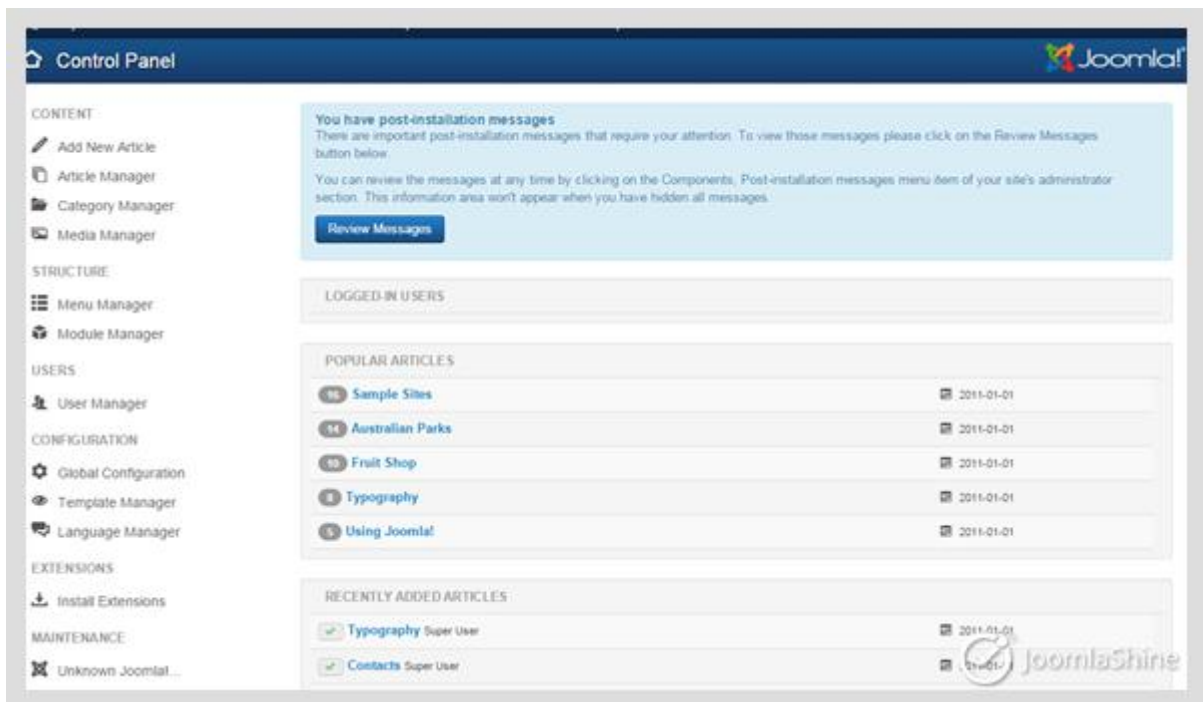 Control Panel
Joomla!
CONTENT
Add New Article
Article Manager
Category Manager
Media Manager
STRUCTURE
Menu Manager
Module Manager
USERS
User Manager
CONFIGURATION
Global Configuration
Template Manager
Language Manager
EXTENSIONS
Install Extensions
MAINTENANCE
Unknown Joomla!...
You have post-installation messages
There are important post-installation messages that require your attention. To view those messages please click on the Review Messages
button below.
You can review the messages at any time by clicking on the Components, Post-installation messages menu item of your site's administrator
section. This information area won't appear when you have hidden all messages.
Review Messages
LOGGED-IN USERS
POPULAR ARTICLES
16 Sample Sites 2011-01-01
14 Australian Parks 2011-01-01
10 Fruit Shop 2011-01-01
Typography 2011-01-01
5 Using Joomla! 2011-01-01
RECENTLY ADDED ARTICLES
Typography Super User 2011-01-01
Contacts Super User
JoomlaShine